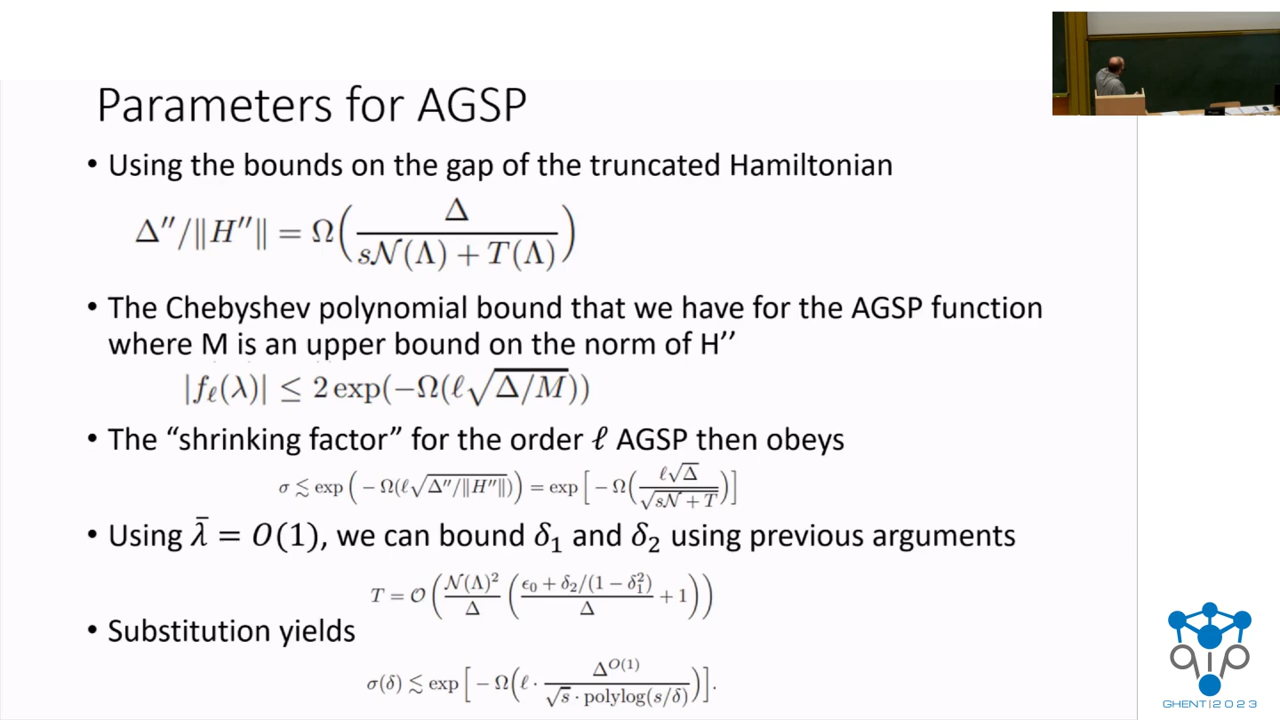 Parameters for AGSP
• Using the bounds on the gap of the truncated Hamiltonian
Δ″/‖H″‖ = Ω(Δ / (s𝒩(Λ) + T(Λ)))
• The Chebyshev polynomial bound that we have for the AGSP function
where M is an upper bound on the norm of H’’
|f_ℓ(λ)| ≤ 2 exp(−Ω(ℓ√(Δ/M)))
• The “shrinking factor” for the order ℓ AGSP then obeys
σ ≲ exp(−Ω(ℓ√(Δ″/‖H″‖))) = exp[−Ω(ℓ√Δ / √(s𝒩 + T))]
• Using λ̄ = O(1), we can bound δ₁ and δ₂ using previous arguments
T = 𝒪(𝒩(Λ)²/Δ ((ϵ₀ + δ₂/(1 − δ₁²))/Δ + 1))
• Substitution yields
σ(δ) ≲ exp[−Ω(ℓ · Δ^{O(1)} / (√s · polylog(s/δ)))].
qip
GHENT|2023